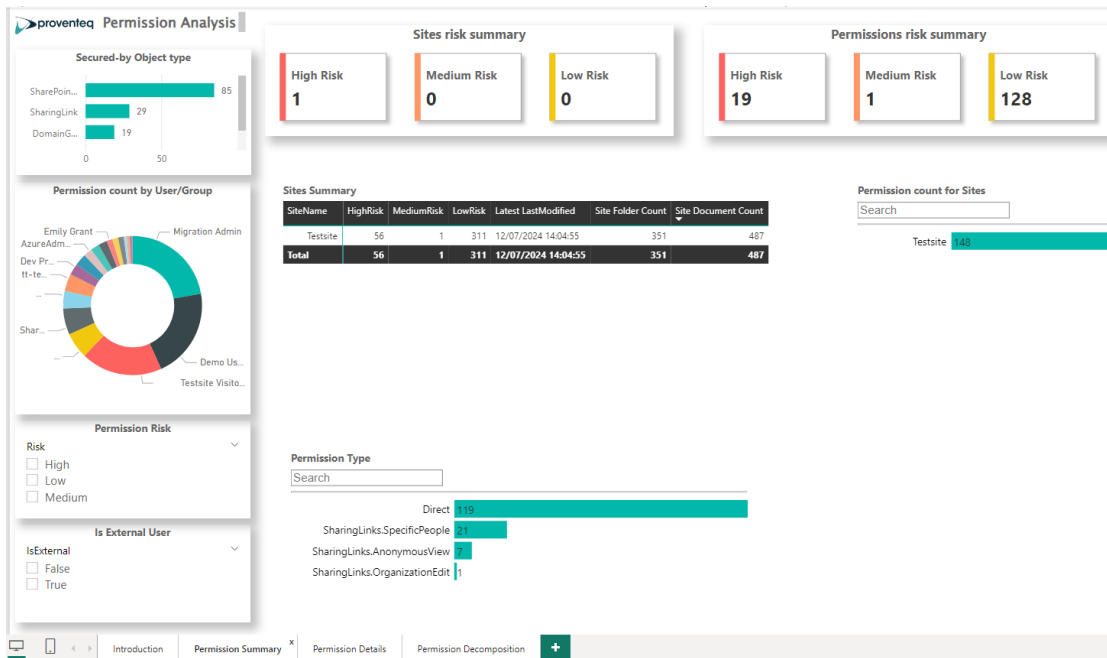 proventeq Permission Analysis
Secured-by Object type
SharePoin... 85
SharingLink 29
DomainG... 19
0 50
Permission count by User/Group
Emily Grant
Migration Admin
AzureAdm...
Dev Pr...
tt-te...
...
Shar...
...
Demo Us...
Testsite Visito...
Permission Risk
Risk
High
Low
Medium
Is External User
IsExternal
False
True
Sites risk summary
High Risk Medium Risk Low Risk
1 0 0
Permissions risk summary
High Risk Medium Risk Low Risk
19 1 128
Sites Summary
SiteName HighRisk MediumRisk LowRisk Latest LastModified Site Folder Count Site Document Count
Testsite 56 1 311 12/07/2024 14:04:55 351 487
Total 56 1 311 12/07/2024 14:04:55 351 487
Permission count for Sites
Search
Testsite 148
Permission Type
Search
Direct 119
SharingLinks.SpecificPeople 21
SharingLinks.AnonymousView 7
SharingLinks.OrganizationEdit 1
Introduction Permission Summary x Permission Details Permission Decomposition +